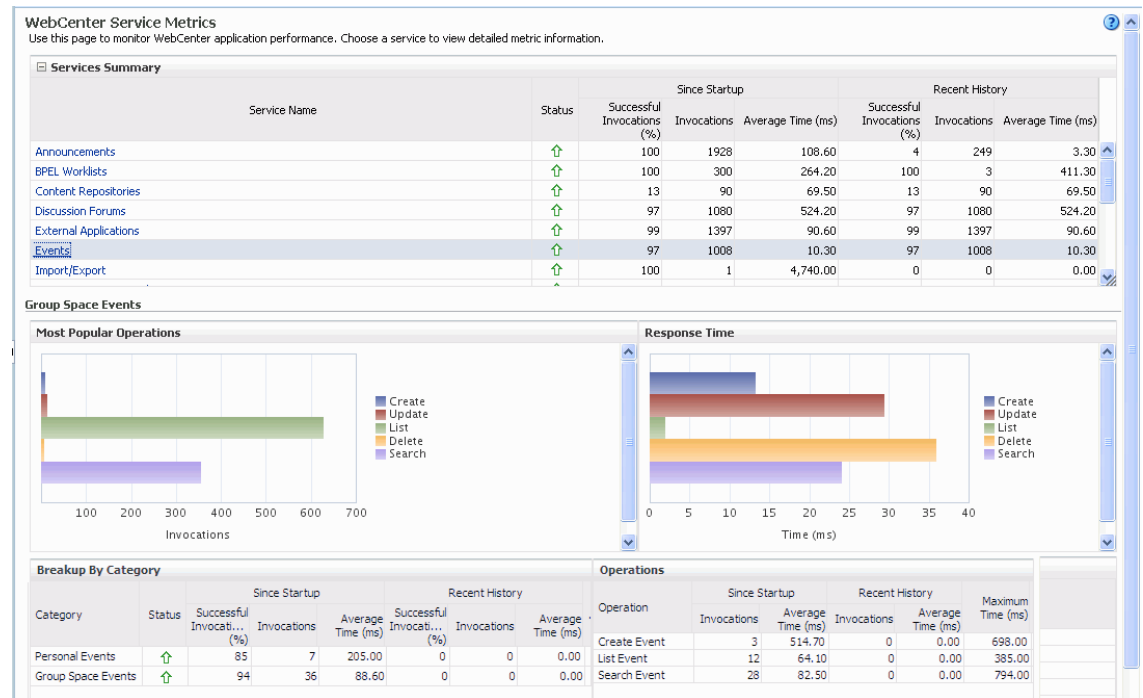 WebCenter Service Metrics
Use this page to monitor WebCenter application performance. Choose a service to view detailed metric information.
Services Summary
Service Name Status Since Startup Recent History
Successful Invocations (%) Invocations Average Time (ms) Successful Invocations (%) Invocations Average Time (ms)
Announcements 100 1928 108.60 4 249 3.30
BPEL Worklists 100 300 264.20 100 3 411.30
Content Repositories 13 90 69.50 13 90 69.50
Discussion Forums 97 1080 524.20 97 1080 524.20
External Applications 99 1397 90.60 99 1397 90.60
Events 97 1008 10.30 97 1008 10.30
Import/Export 100 1 4,740.00 0 0 0.00
Group Space Events
Most Popular Operations
Create
Update
List
Delete
Search
100 200 300 400 500 600 700
Invocations
Response Time
Create
Update
List
Delete
Search
0 5 10 15 20 25 30 35 40
Time (ms)
Breakup By Category
Category Status Since Startup Recent History
Successful Invocati... (%) Invocations Average Time (ms) Successful Invocati... (%) Invocations Average Time (ms)
Personal Events 85 7 205.00 0 0 0.00
Group Space Events 94 36 88.60 0 0 0.00
Operations
Operation Since Startup Recent History Maximum Time (ms)
Invocations Average Time (ms) Invocations Average Time (ms)
Create Event 3 514.70 0 0.00 698.00
List Event 12 64.10 0 0.00 385.00
Search Event 28 82.50 0 0.00 794.00